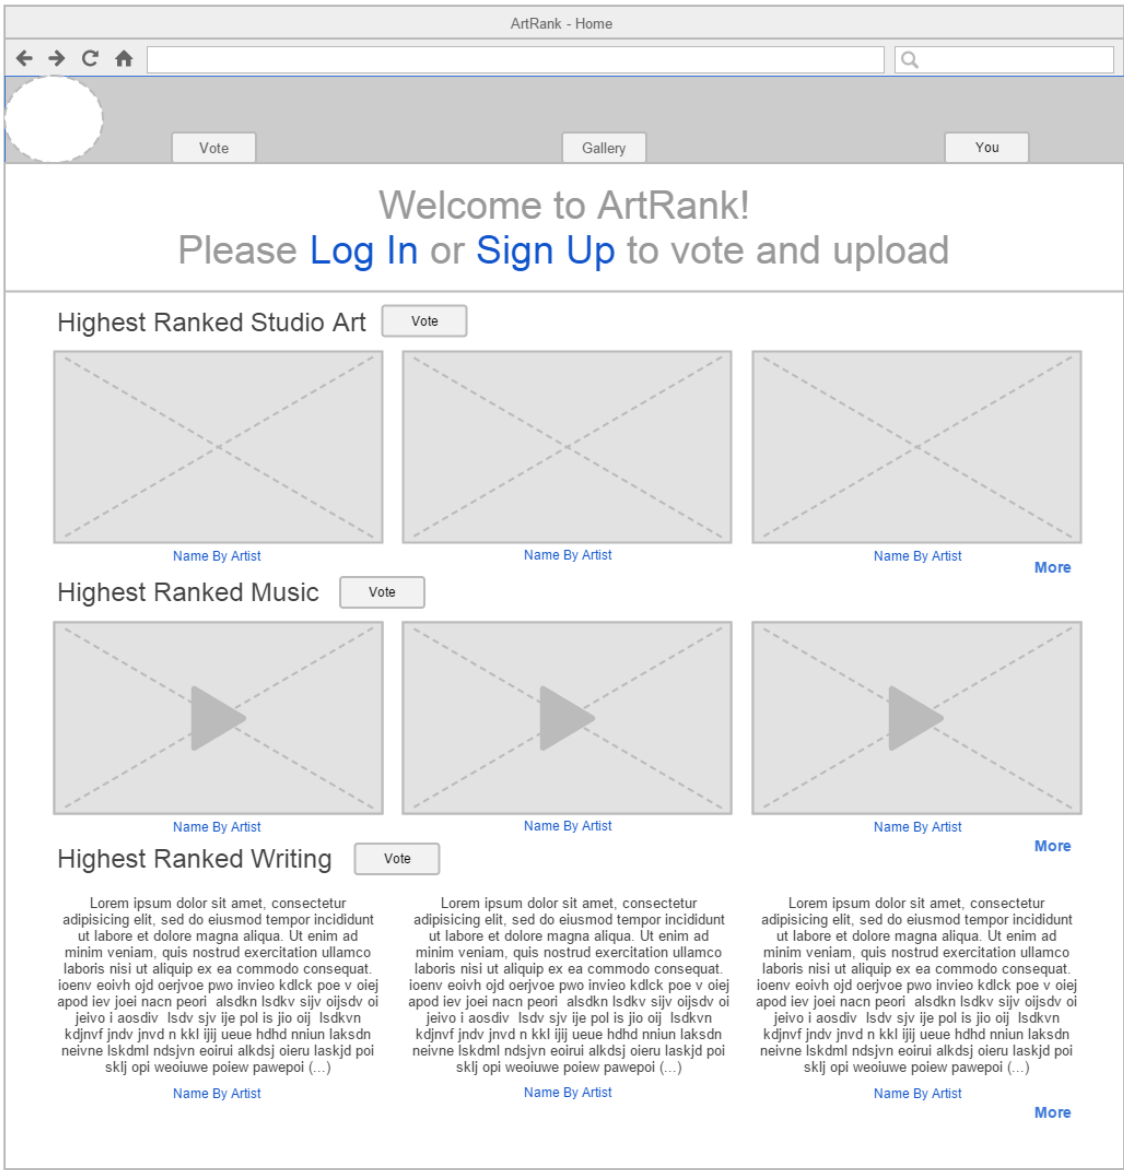 ArtRank - Home
Vote
Gallery
You
Welcome to ArtRank!
Please Log In or Sign Up to vote and upload
Highest Ranked Studio Art
Vote
Name By Artist
Name By Artist
Name By Artist
More
Highest Ranked Music
Vote
Name By Artist
Name By Artist
Name By Artist
More
Highest Ranked Writing
Vote
Lorem ipsum dolor sit amet, consectetur
adipisicing elit, sed do eiusmod tempor incididunt
ut labore et dolore magna aliqua. Ut enim ad
minim veniam, quis nostrud exercitation ullamco
laboris nisi ut aliquip ex ea commodo consequat.
ioenv eoivh ojd oerjvoe pwo invieo kdlck poe v oiej
apod iev joei nacn peori alsdkn lsdkv sijv oijsdv oi
jeivo i aosdiv lsdv sjv ije pol is jio oij lsdkvn
kdjnvf jndv jnvd n kkl ijij ueue hdhd nniun laksdn
neivne lskdml ndsjvn eoirui alkdsj oieru laskjd poi
sklj opi weoiuwe poiew pawepoi (...)
Name By Artist
Lorem ipsum dolor sit amet, consectetur
adipisicing elit, sed do eiusmod tempor incididunt
ut labore et dolore magna aliqua. Ut enim ad
minim veniam, quis nostrud exercitation ullamco
laboris nisi ut aliquip ex ea commodo consequat.
ioenv eoivh ojd oerjvoe pwo invieo kdlck poe v oiej
apod iev joei nacn peori alsdkn lsdkv sijv oijsdv oi
jeivo i aosdiv lsdv sjv ije pol is jio oij lsdkvn
kdjnvf jndv jnvd n kkl ijij ueue hdhd nniun laksdn
neivne lskdml ndsjvn eoirui alkdsj oieru laskjd poi
sklj opi weoiuwe poiew pawepoi (...)
Name By Artist
Lorem ipsum dolor sit amet, consectetur
adipisicing elit, sed do eiusmod tempor incididunt
ut labore et dolore magna aliqua. Ut enim ad
minim veniam, quis nostrud exercitation ullamco
laboris nisi ut aliquip ex ea commodo consequat.
ioenv eoivh ojd oerjvoe pwo invieo kdlck poe v oiej
apod iev joei nacn peori alsdkn lsdkv sijv oijsdv oi
jeivo i aosdiv lsdv sjv ije pol is jio oij lsdkvn
kdjnvf jndv jnvd n kkl ijij ueue hdhd nniun laksdn
neivne lskdml ndsjvn eoirui alkdsj oieru laskjd poi
sklj opi weoiuwe poiew pawepoi (...)
Name By Artist
More